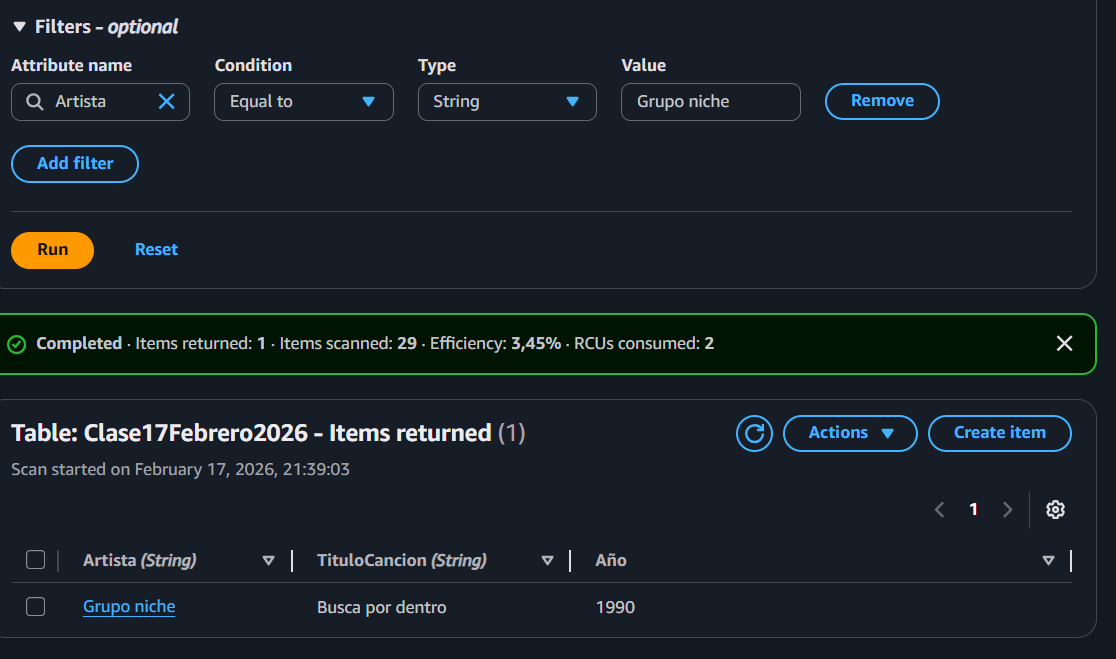 Filters - optional
Attribute name Condition Type Value
Artista Equal to String Grupo niche Remove
Add filter
Run Reset
Completed · Items returned: 1 · Items scanned: 29 · Efficiency: 3,45% · RCUs consumed: 2
Table: Clase17Febrero2026 - Items returned (1)
Actions Create item
Scan started on February 17, 2026, 21:39:03
1
Artista (String) TituloCancion (String) Año
Grupo niche Busca por dentro 1990